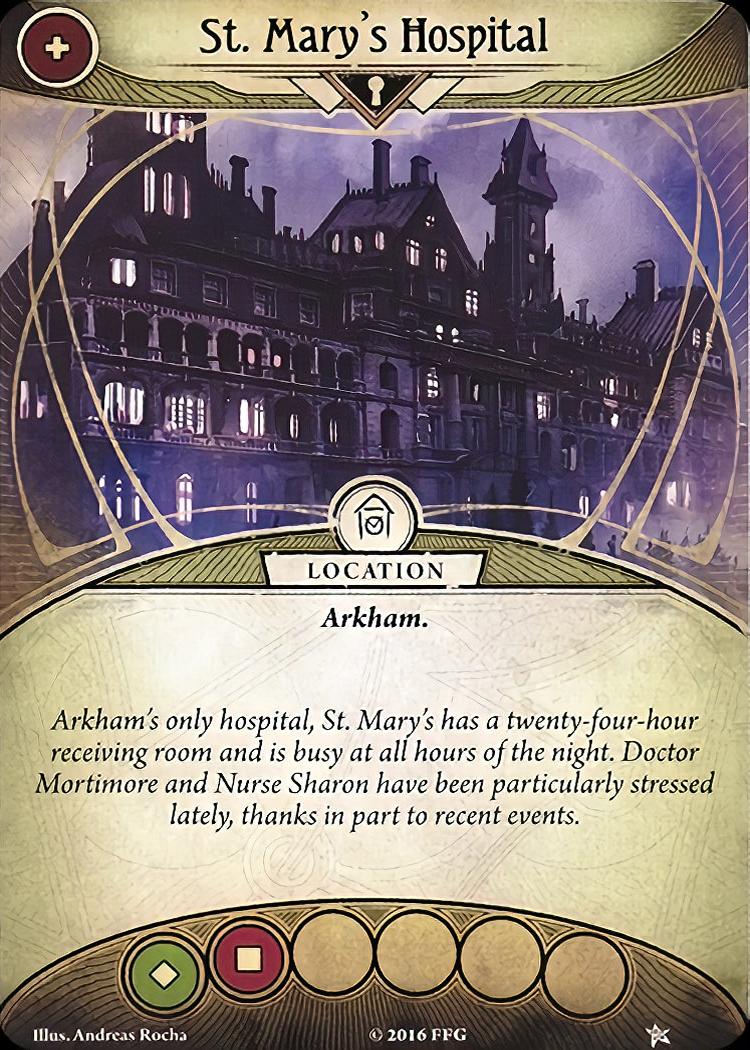 St. Mary's Hospital
LOCATION
Arkham.
Arkham's only hospital, St. Mary's has a twenty-four-hour
receiving room and is busy at all hours of the night. Doctor
Mortimore and Nurse Sharon have been particularly stressed
lately, thanks in part to recent events.
Illus. Andreas Rocha
© 2016 FFG